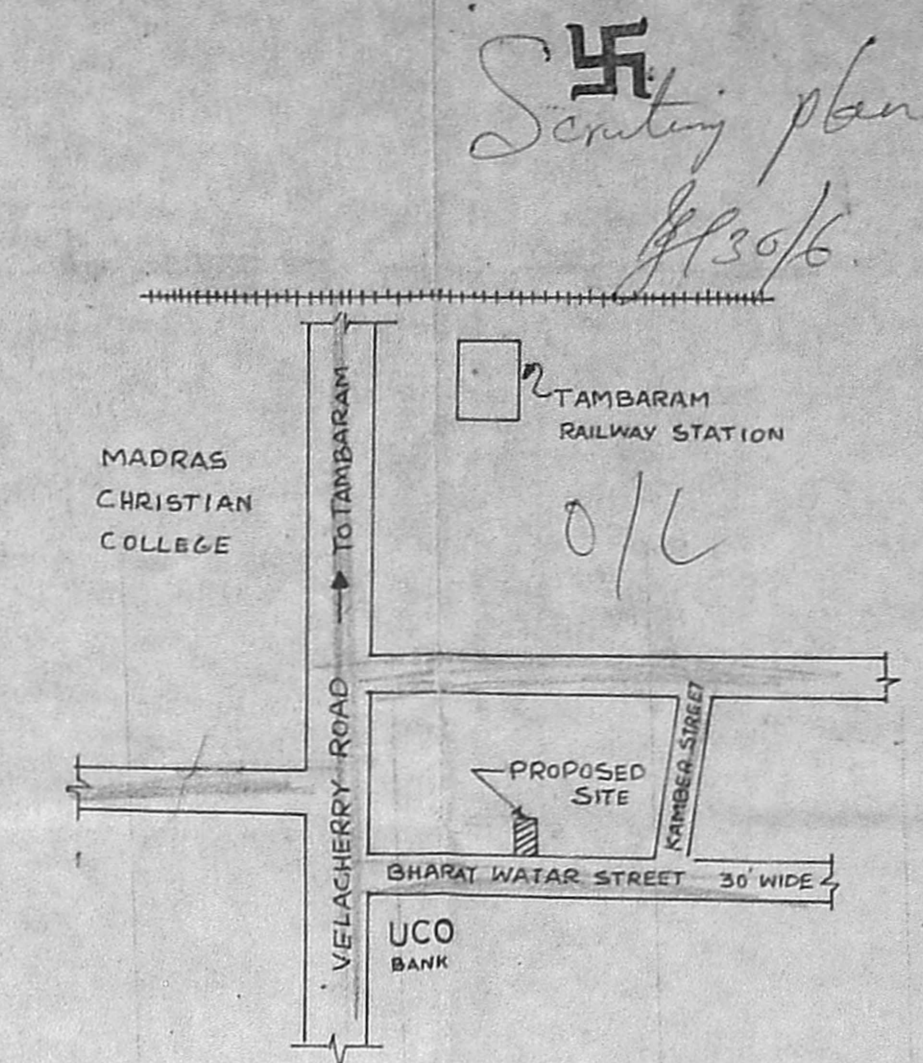 Scrutiny plan
30/6
TAMBARAM
RAILWAY STATION
MADRAS
CHRISTIAN
COLLEGE
O/C
VELACHERRY ROAD → TO TAMBARAM
KAMBER STREET
PROPOSED
SITE
BHARAT WATAR STREET 30' WIDE
UCO
BANK